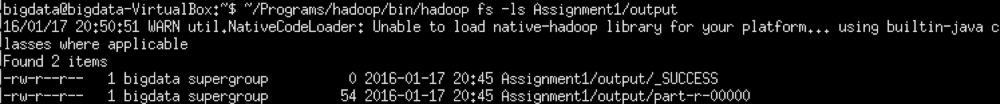 bigdata@bigdata-VirtualBox:~$ ~/Programs/hadoop/bin/hadoop fs -ls Assignment1/output
16/01/17 20:50:51 WARN util.NativeCodeLoader: Unable to load native-hadoop library for your platform... using builtin-java c
lasses where applicable
Found 2 items
-rw-r--r--   1 bigdata supergroup          0 2016-01-17 20:45 Assignment1/output/_SUCCESS
-rw-r--r--   1 bigdata supergroup         54 2016-01-17 20:45 Assignment1/output/part-r-00000